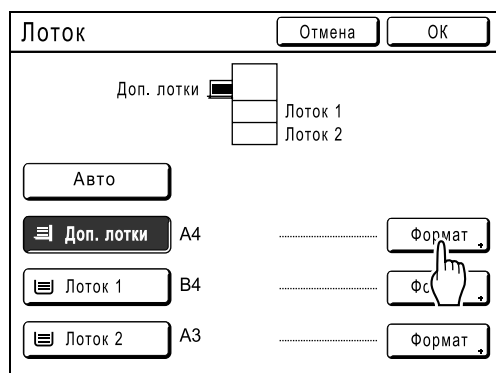 Лоток Отмена ОК
Доп. лотки
Лоток 1
Лоток 2
Авто
Доп. лотки A4 Формат
Лоток 1 B4
Лоток 2 A3 Формат